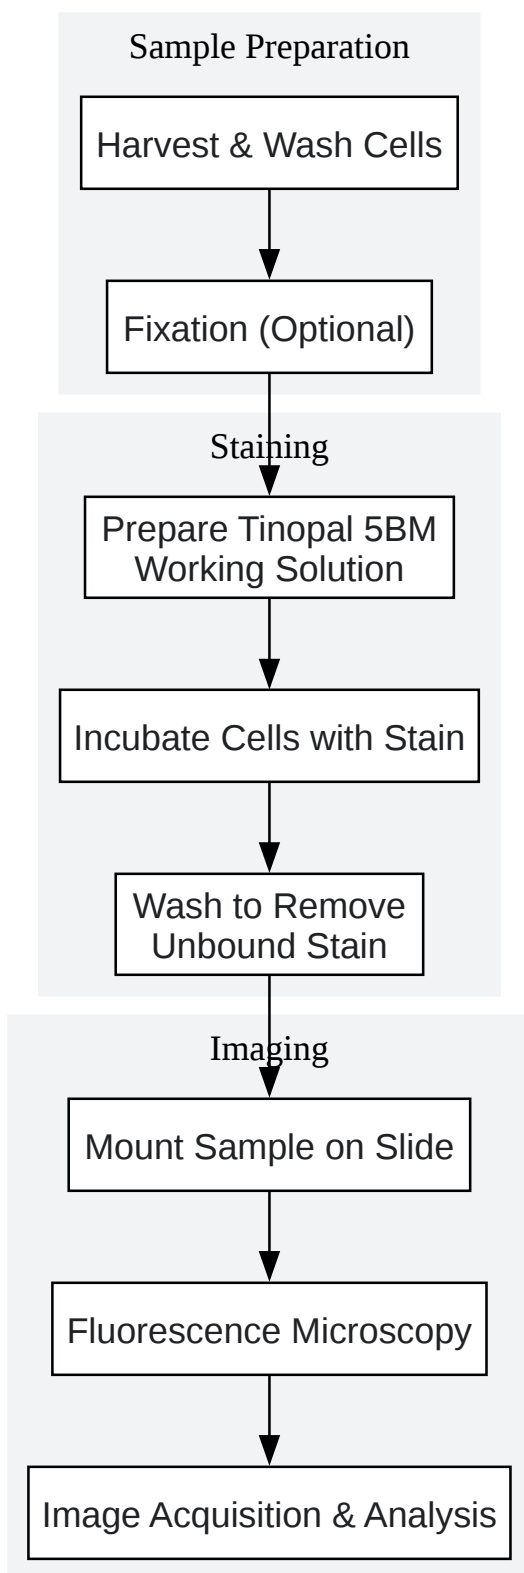 Sample Preparation
Harvest & Wash Cells
Fixation (Optional)
Staining
Prepare Tinopal 5BM
Working Solution
Incubate Cells with Stain
Wash to Remove
Unbound Stain
Imaging
Mount Sample on Slide
Fluorescence Microscopy
Image Acquisition & Analysis